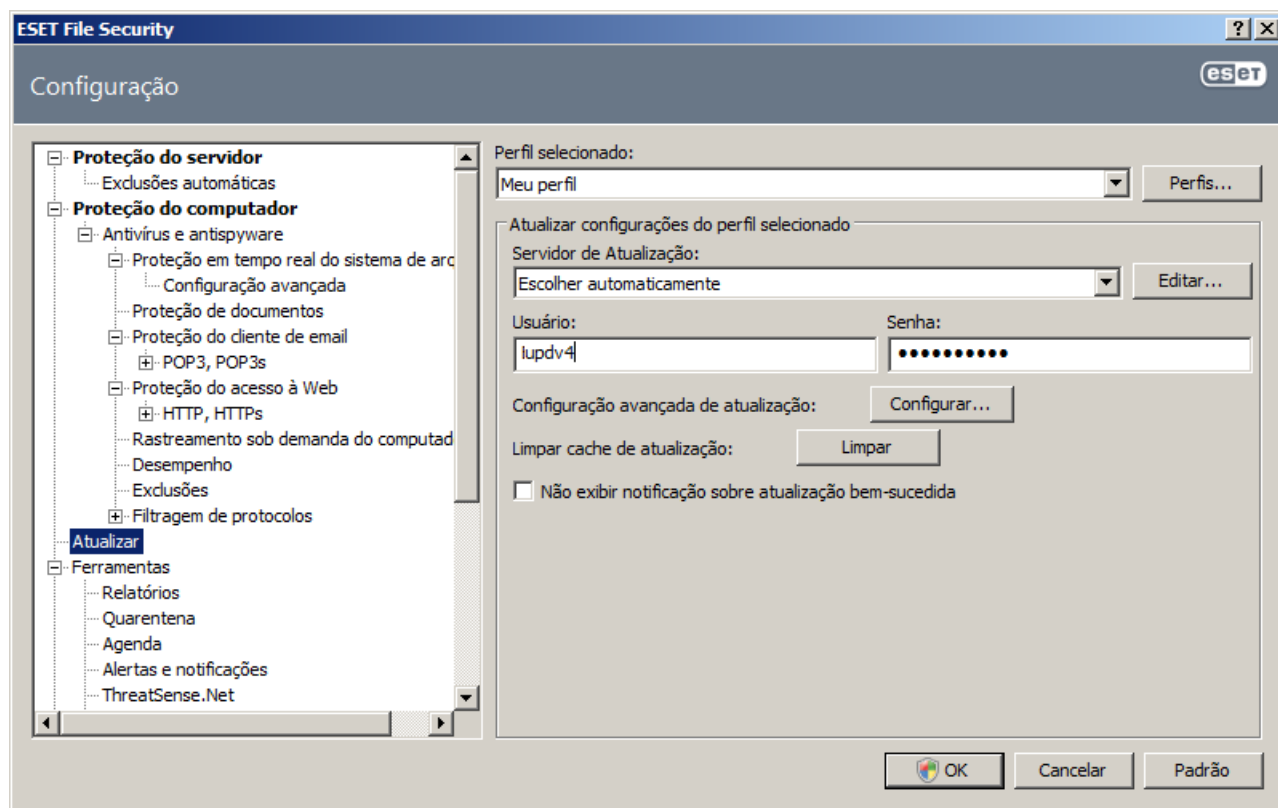 ESET File Security
Configuração
eset
Proteção do servidor
Exclusões automáticas
Proteção do computador
Antivírus e antispyware
Proteção em tempo real do sistema de arq
Configuração avançada
Proteção de documentos
Proteção do cliente de email
POP3, POP3s
Proteção do acesso à Web
HTTP, HTTPs
Rastreamento sob demanda do computad
Desempenho
Exclusões
Filtragem de protocolos
Atualizar
Ferramentas
Relatórios
Quarentena
Agenda
Alertas e notificações
ThreatSense.Net
Perfil selecionado:
Meu perfil
Perfis...
Atualizar configurações do perfil selecionado
Servidor de Atualização:
Escolher automaticamente
Editar...
Usuário: Senha:
lupdv4 ●●●●●●●●●●
Configuração avançada de atualização: Configurar...
Limpar cache de atualização: Limpar
Não exibir notificação sobre atualização bem-sucedida
OK Cancelar Padrão